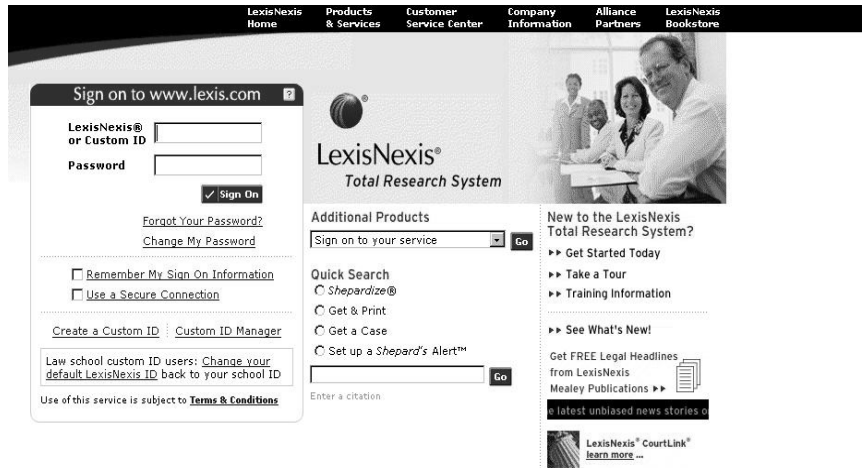 LexisNexis Home
Products & Services
Customer Service Center
Company Information
Alliance Partners
LexisNexis Bookstore
Sign on to www.lexis.com ?
LexisNexis®
or Custom ID
Password
Sign On
Forgot Your Password?
Change My Password
Remember My Sign On Information
Use a Secure Connection
Create a Custom ID
Custom ID Manager
Law school custom ID users: Change your
default LexisNexis ID back to your school ID
Use of this service is subject to Terms & Conditions
LexisNexis®
Total Research System
Additional Products
Sign on to your service
Go
Quick Search
Shepardize®
Get & Print
Get a Case
Set up a Shepard's Alert™
Go
Enter a citation
New to the LexisNexis
Total Research System?
Get Started Today
Take a Tour
Training Information
See What's New!
Get FREE Legal Headlines
from LexisNexis
Mealey Publications
e latest unbiased news stories o
LexisNexis® CourtLink®
learn more ...